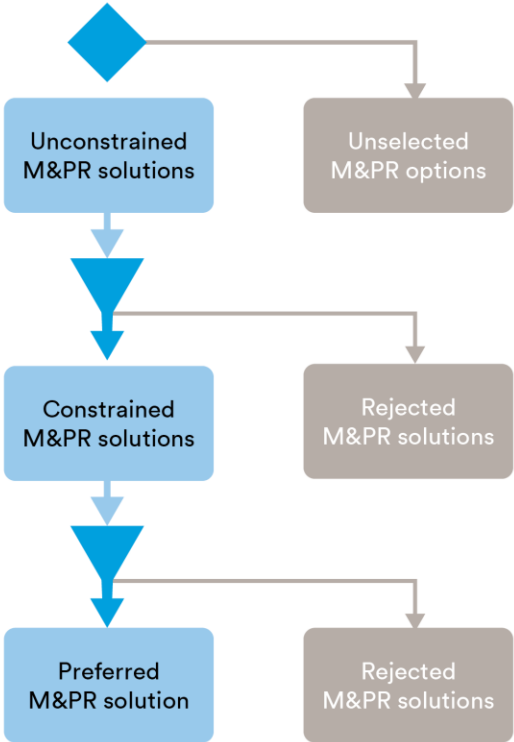 Unconstrained
M&PR solutions
Unselected
M&PR options
Constrained
M&PR solutions
Rejected
M&PR solutions
Preferred
M&PR solution
Rejected
M&PR solutions